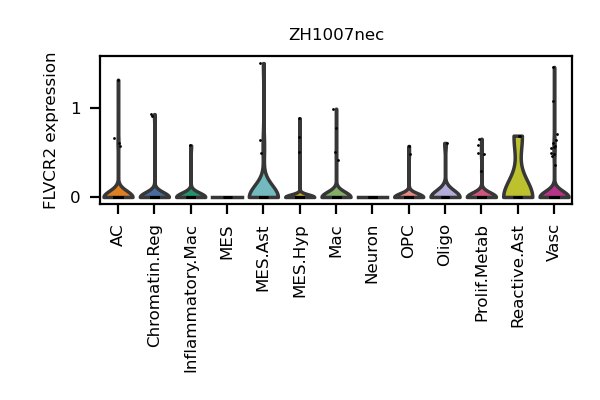 ZH1007nec
FLVCR2 expression
1
0
AC
Chromatin.Reg
Inflammatory.Mac
MES
MES.Ast
MES.Hyp
Mac
Neuron
OPC
Oligo
Prolif.Metab
Reactive.Ast
Vasc